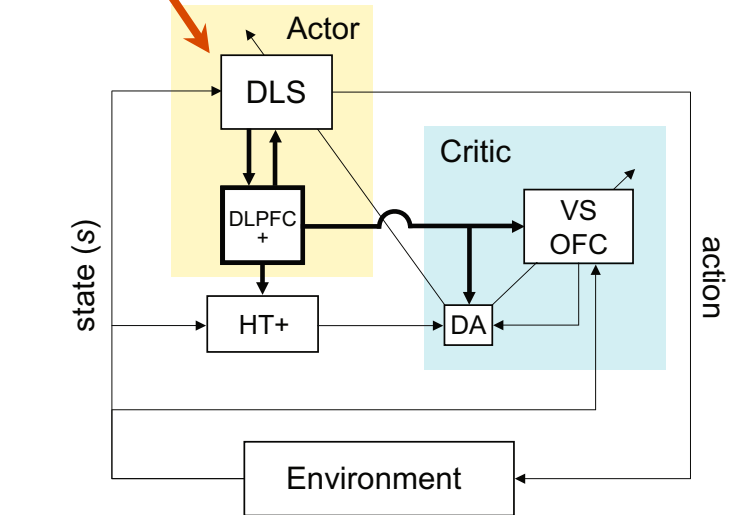 Actor
DLS
Critic
DLPFC
+
VS
OFC
state (s)
action
HT+
DA
Environment